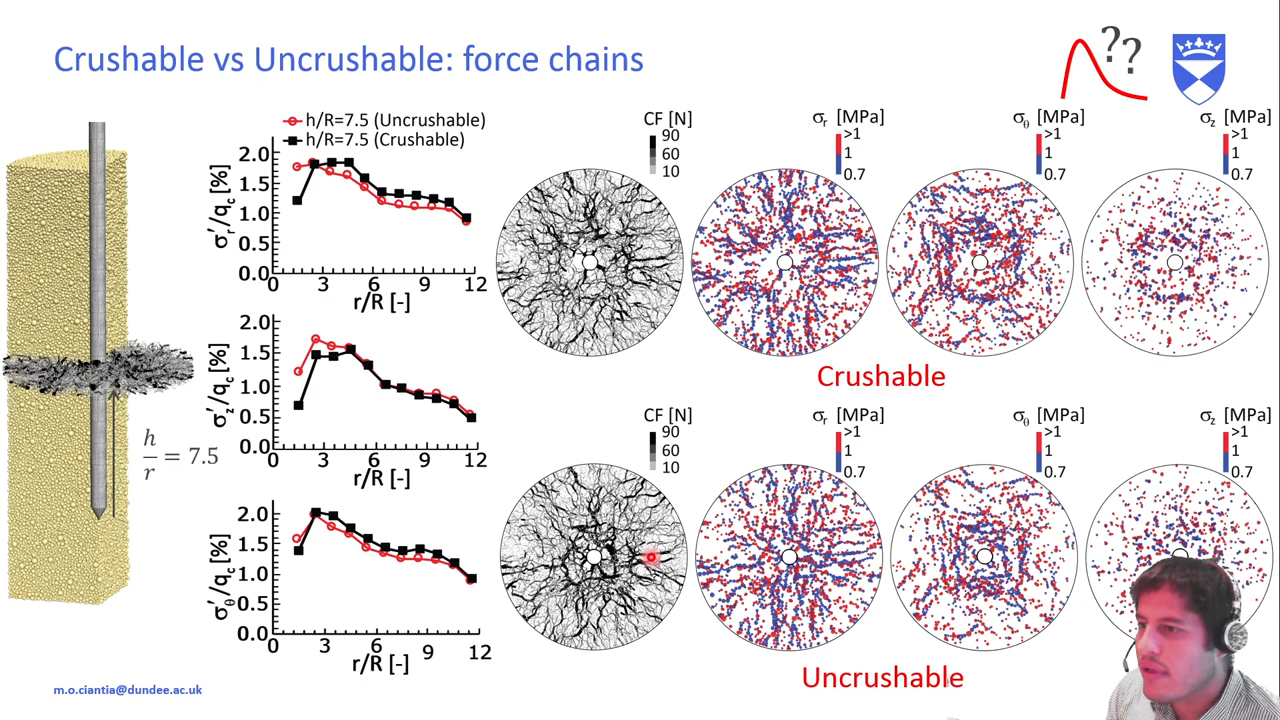 Crushable vs Uncrushable: force chains
??
h/R=7.5 (Uncrushable)
h/R=7.5 (Crushable)
σ′r/qc [%]
2.0
1.5
1.0
0.5
0.0
0 3 6 9 12
r/R [-]
σ′z/qc [%]
2.0
1.5
1.0
0.5
0.0
0 3 6 9 12
r/R [-]
σ′θ/qc [%]
2.0
1.5
1.0
0.5
0.0
0 3 6 9 12
r/R [-]
h/r = 7.5
CF [N]
90
60
10
σr [MPa]
>1
1
0.7
σθ [MPa]
>1
1
0.7
σz [MPa]
>1
1
0.7
Crushable
CF [N]
90
60
10
σr [MPa]
>1
1
0.7
σθ [MPa]
>1
1
0.7
σz [MPa]
>1
1
0.7
Uncrushable
m.o.ciantia@dundee.ac.uk